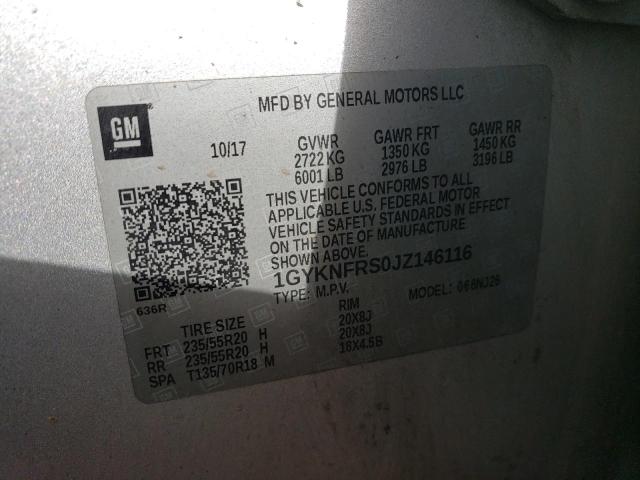 MFD BY GENERAL MOTORS LLC
GM
10/17
GVWR GAWR FRT GAWR RR
2722 KG 1350 KG 1450 KG
6001 LB 2976 LB 3196 LB
THIS VEHICLE CONFORMS TO ALL
APPLICABLE U.S. FEDERAL MOTOR
VEHICLE SAFETY STANDARDS IN EFFECT
ON THE DATE OF MANUFACTURE
SHOWN ABOVE.
1GYKNFRS0JZ146116
TYPE: M.P.V. MODEL: 066NJ26
636R
TIRE SIZE RIM
FRT 235/55R20 H 20X8J
RR 235/55R20 H 20X8J
SPA T135/70R18 M 18X4.5B